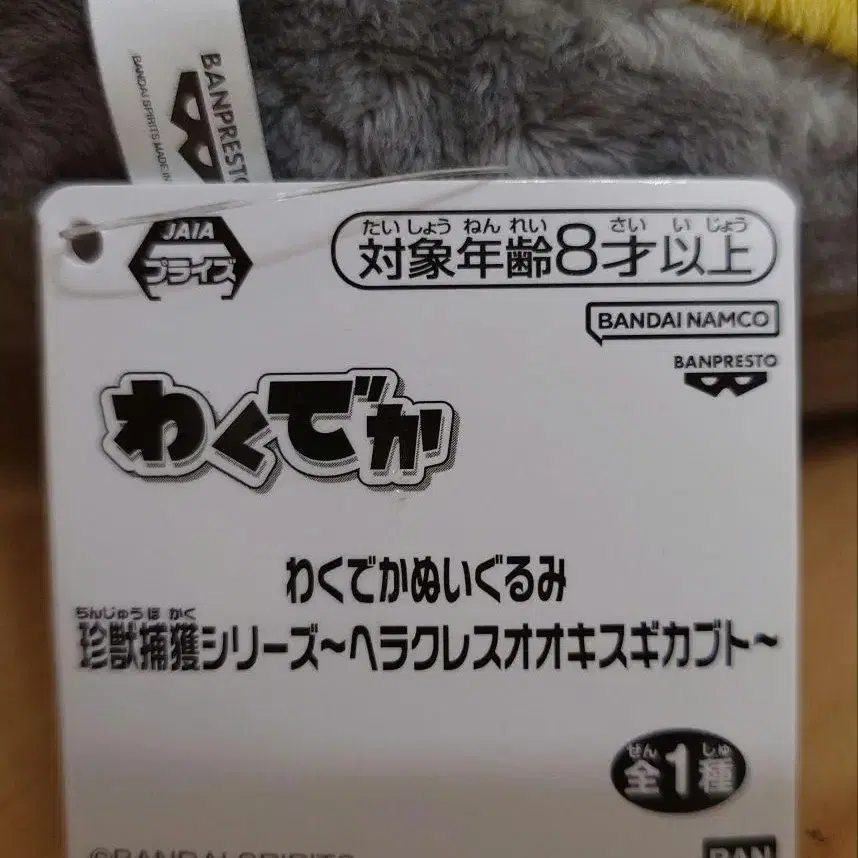 BANPRESTO
BANDAI SPIRITS MADE IN
JAIA
プライズ
たいしょうねんれい さいいじょう
対象年齢8才以上
BANDAI NAMCO
BANPRESTO
わくでか
わくでかぬいぐるみ
ちんじゅうほかく
珍獣捕獲シリーズ～ヘラクレスオオキスギカブト～
ぜん しゅ
全1種
©BANDAI SPIRITS
BAN